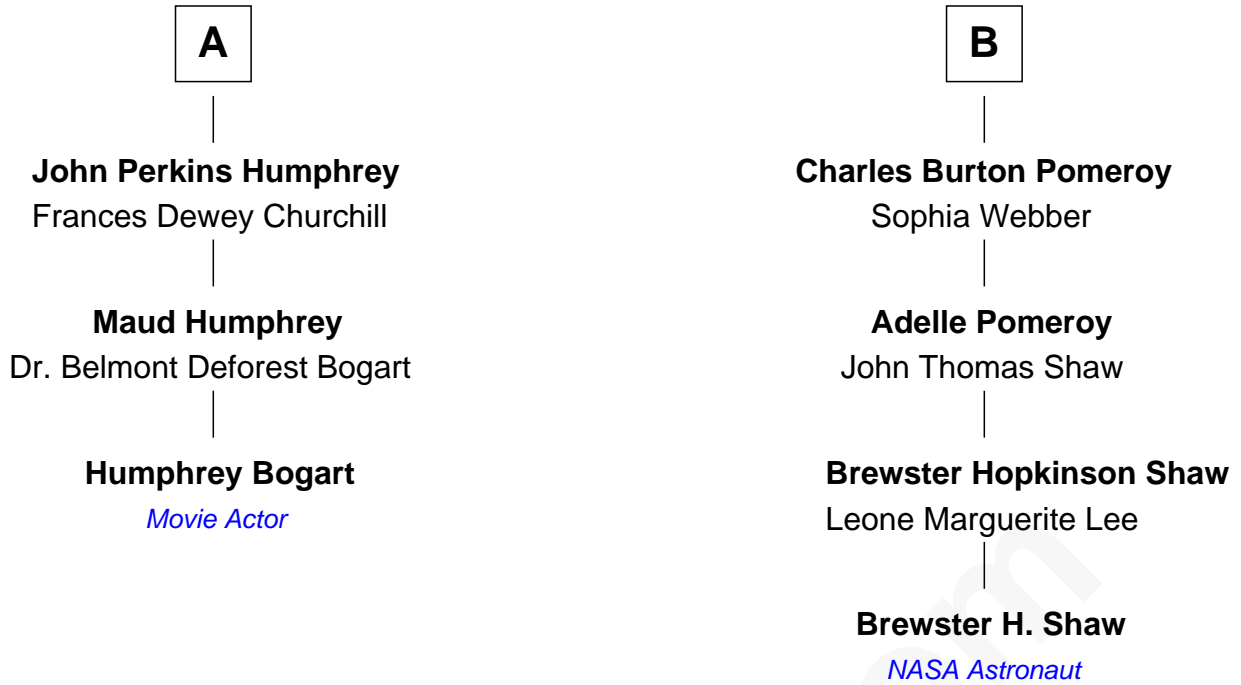 A
John Perkins Humphrey
Frances Dewey Churchill
Maud Humphrey
Dr. Belmont Deforest Bogart
Humphrey Bogart
Movie Actor
B
Charles Burton Pomeroy
Sophia Webber
Adelle Pomeroy
John Thomas Shaw
Brewster Hopkinson Shaw
Leone Marguerite Lee
Brewster H. Shaw
NASA Astronaut